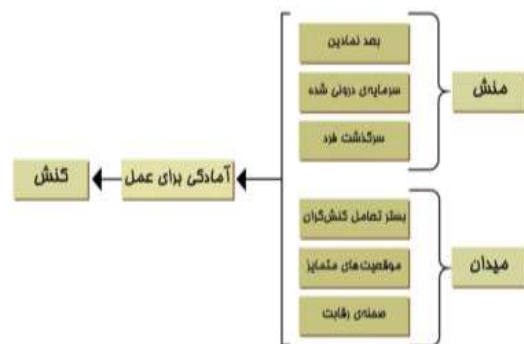 منش
بعد نمادین
سرمایه‌ی درونی شده
سرگذشت فرد
میدان
بستر تعامل کنش‌گران
موقعیت‌های متمایز
صحنه‌ی رقابت
آمادگی برای عمل
کنش